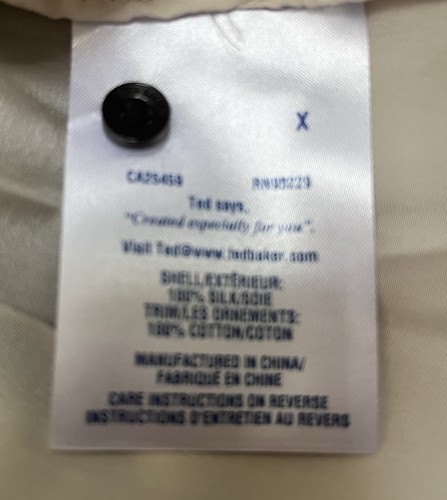 X
CA25459 RN98229
Ted says,
"Created especially for you".
Visit Ted@www.tedbaker.com
SHELL/EXTÉRIEUR:
100% SILK/SOIE
TRIM/LES ORNEMENTS:
100% COTTON/COTON
MANUFACTURED IN CHINA/
FABRIQUÉ EN CHINE
CARE INSTRUCTIONS ON REVERSE
INSTRUCTIONS D'ENTRETIEN AU REVERS